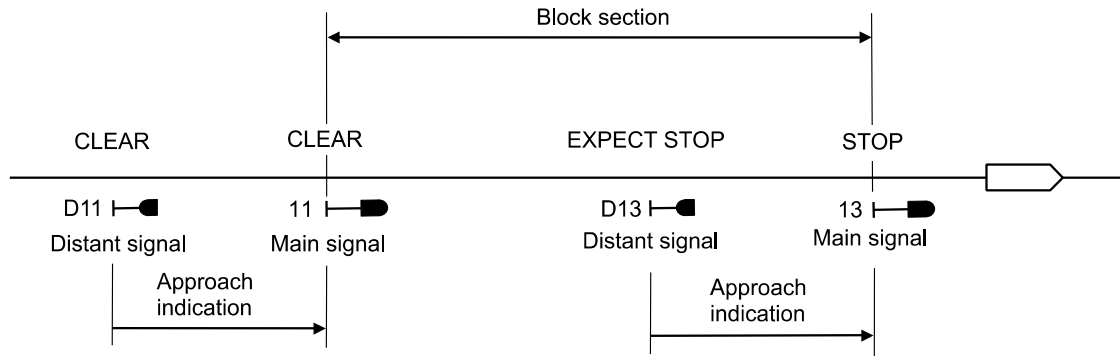 Block section
CLEAR CLEAR EXPECT STOP STOP
D11 11 D13 13
Distant signal Main signal Distant signal Main signal
Approach
indication
Approach
indication